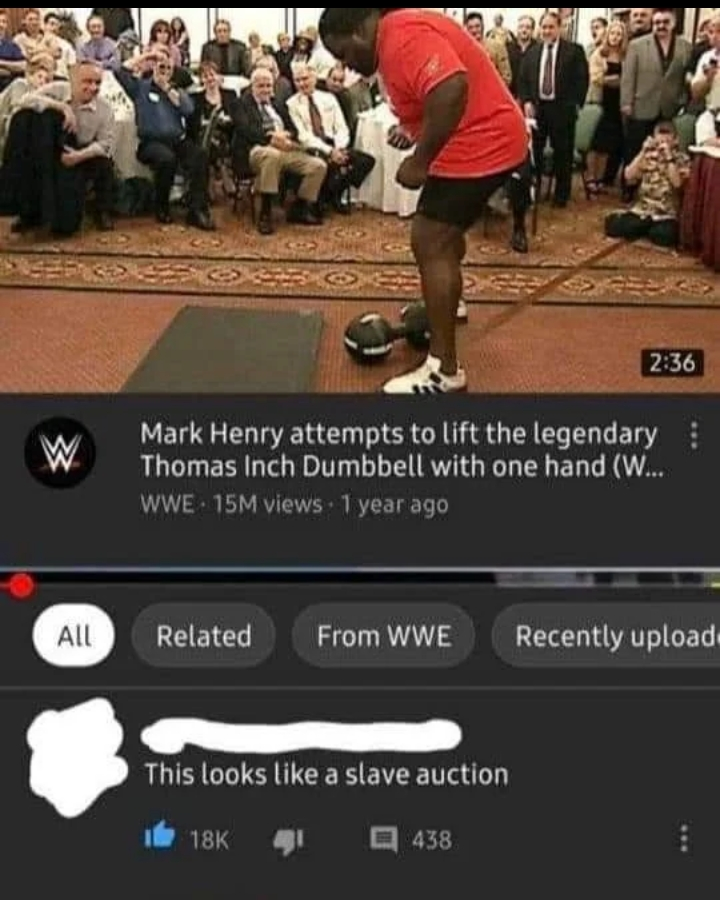 2:36
Mark Henry attempts to lift the legendary
Thomas Inch Dumbbell with one hand (W...
WWE · 15M views · 1 year ago
All
Related
From WWE
Recently upload
This looks like a slave auction
18K
438